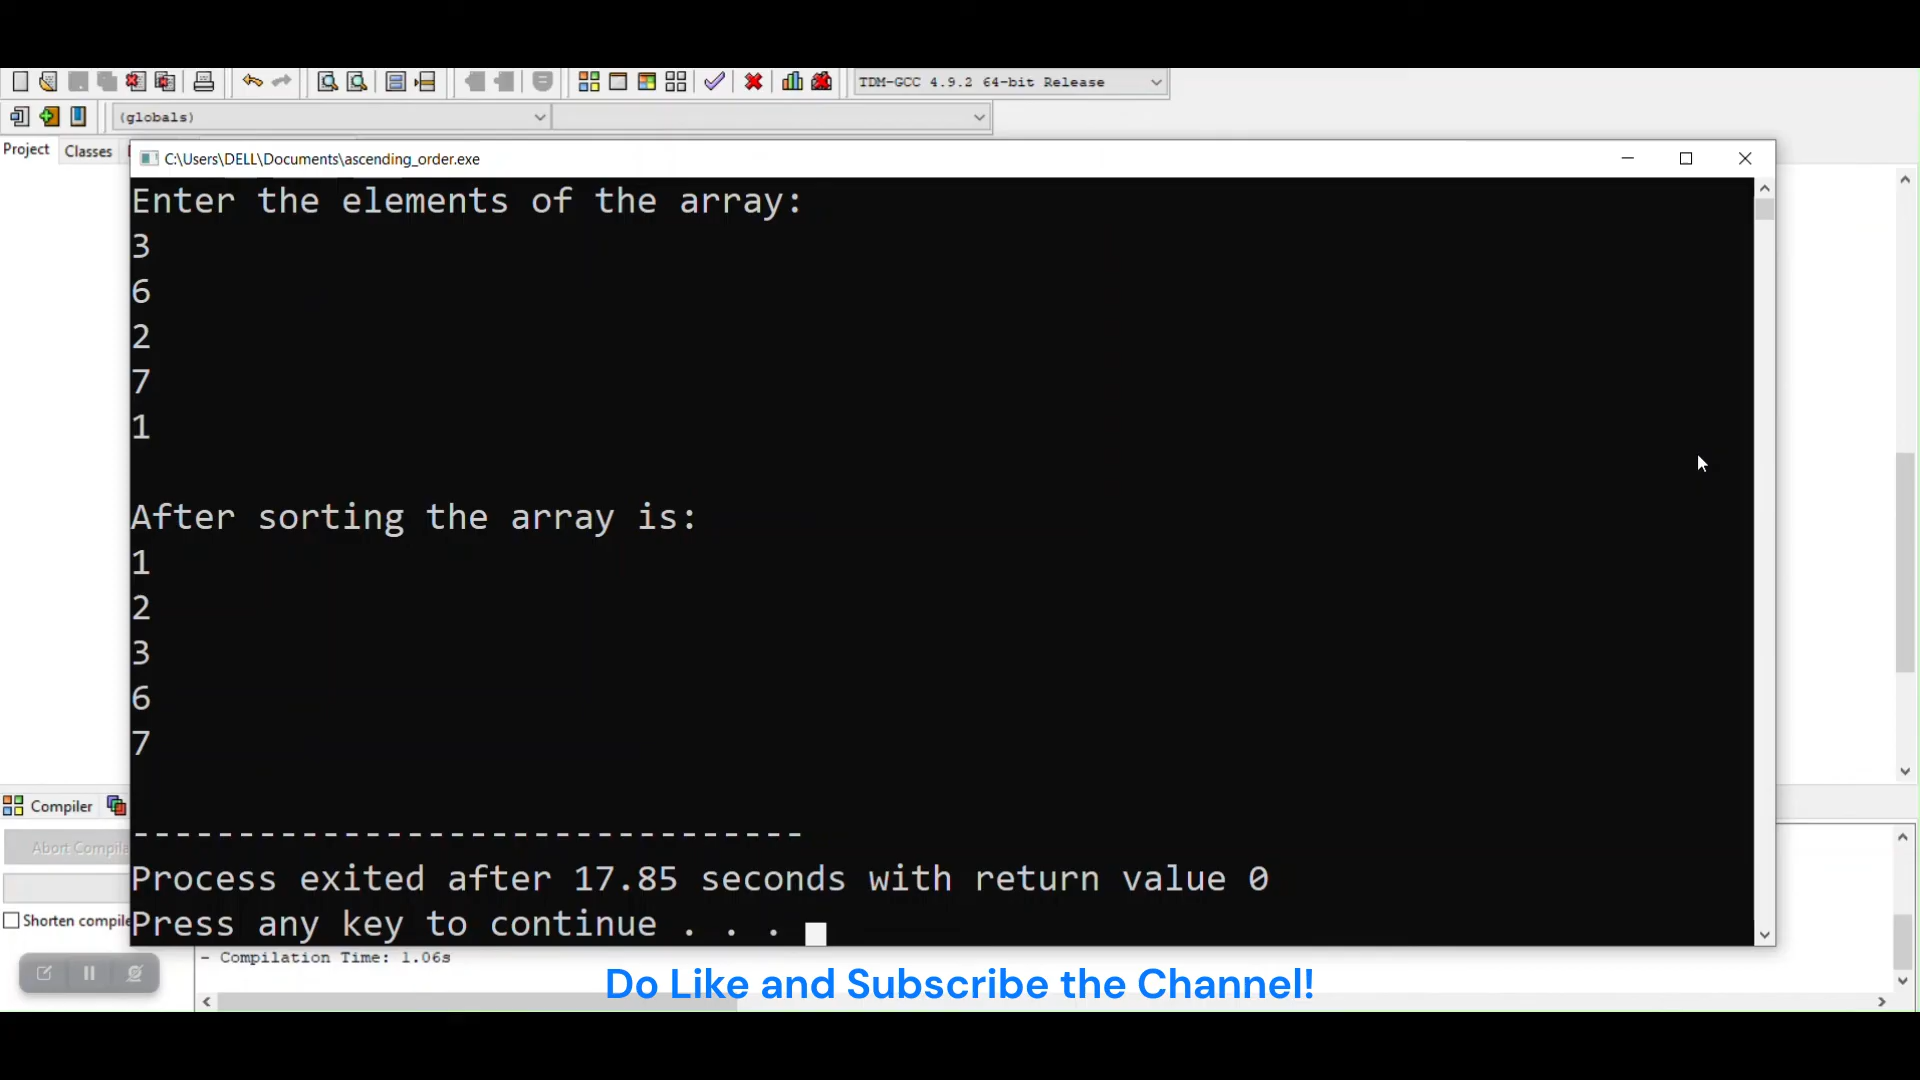 TDM-GCC 4.9.2 64-bit Release
(globals)
Project Classes
C:\Users\DELL\Documents\ascending_order.exe
Enter the elements of the array:
3
6
2
7
1
After sorting the array is:
1
2
3
6
7
--------------------------------
Process exited after 17.85 seconds with return value 0
Press any key to continue . . .
Compiler
Abort Compila
Shorten compile
- Compilation Time: 1.06s
Do Like and Subscribe the Channel!